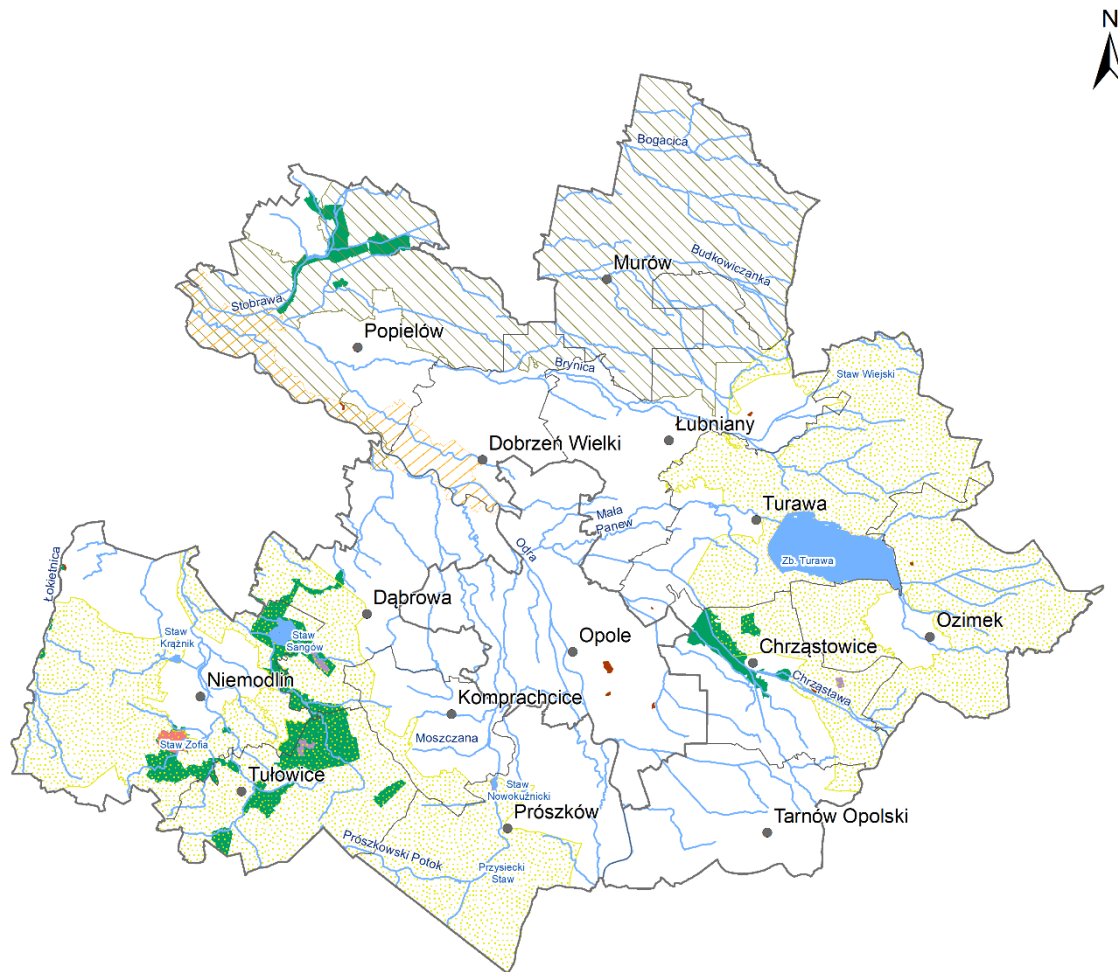 N
Bogacica
Budkowiczanka
Murów
Stobrawa
Popielów
Brynica
Staw Wiejski
Łubniany
Dobrzeń Wielki
Mała
Panew
Turawa
Odra
Zb. Turawa
Łokietnica
Dąbrowa
Staw
Krążnik
Staw
Sangów
Opole
Ozimek
Chrząstowice
Chrząstawa
Niemodlin
Komprachcice
Moszczana
Staw Zofia
Tułowice
Staw
Nowokuźnicki
Prószków
Tarnów Opolski
Prószkowski Potok
Przysiecki
Staw